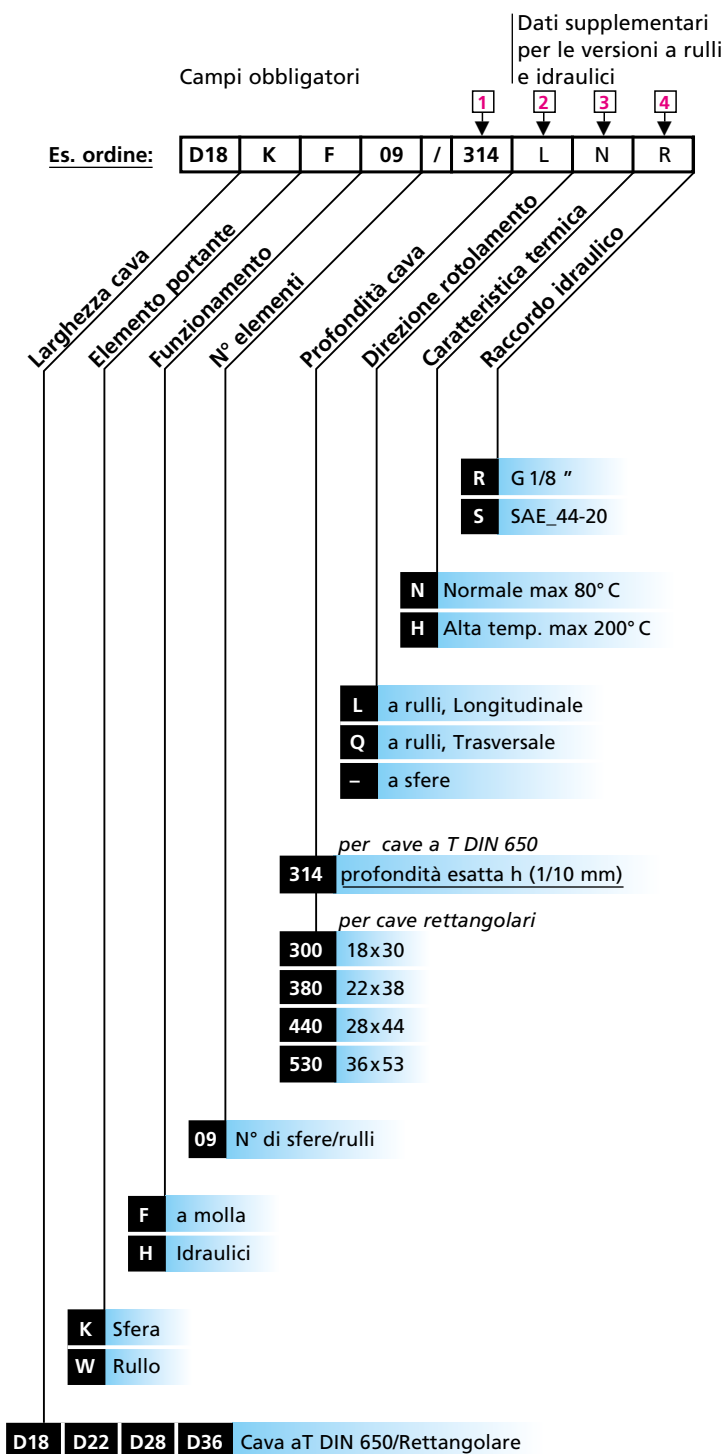 Dati supplementari
per le versioni a rulli
e idraulici
Campi obbligatori
1 2 3 4
Es. ordine: D18 K F 09 / 314 L N R
Larghezza cava
Elemento portante
Funzionamento
N° elementi
Profondità cava
Direzione rotolamento
Caratteristica termica
Raccordo idraulico
R G 1/8 ”
S SAE_44-20
N Normale max 80° C
H Alta temp. max 200° C
L a rulli, Longitudinale
Q a rulli, Trasversale
– a sfere
per cave a T DIN 650
314 profondità esatta h (1/10 mm)
per cave rettangolari
300 18x30
380 22x38
440 28x44
530 36x53
09 N° di sfere/rulli
F a molla
H Idraulici
K Sfera
W Rullo
D18 D22 D28 D36 Cava aT DIN 650/Rettangolare